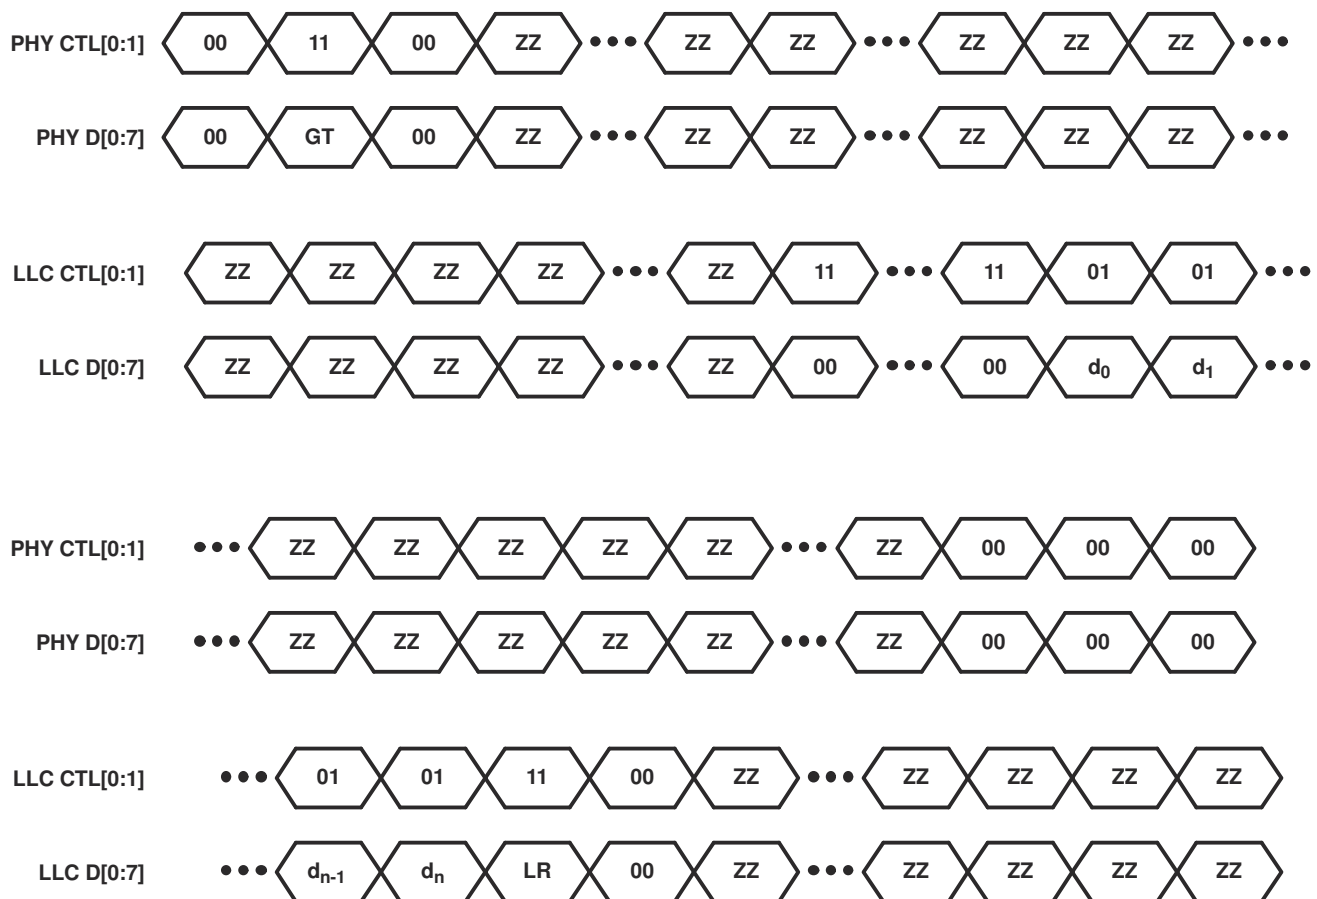 PHY CTL[0:1] 00 11 00 ZZ ••• ZZ ZZ ••• ZZ ZZ ZZ •••
PHY D[0:7] 00 GT 00 ZZ ••• ZZ ZZ ••• ZZ ZZ ZZ •••
LLC CTL[0:1] ZZ ZZ ZZ ZZ ••• ZZ 11 ••• 11 01 01 •••
LLC D[0:7] ZZ ZZ ZZ ZZ ••• ZZ 00 ••• 00 d0 d1 •••
PHY CTL[0:1] ••• ZZ ZZ ZZ ZZ ZZ ••• ZZ 00 00 00
PHY D[0:7] ••• ZZ ZZ ZZ ZZ ZZ ••• ZZ 00 00 00
LLC CTL[0:1] ••• 01 01 11 00 ZZ ••• ZZ ZZ ZZ ZZ
LLC D[0:7] ••• dn-1 dn LR 00 ZZ ••• ZZ ZZ ZZ ZZ